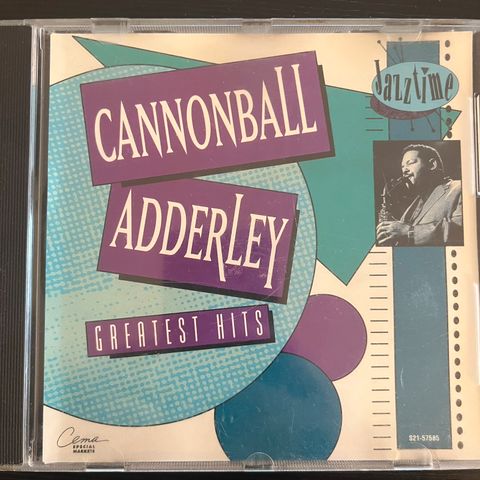 Jazztime
CANNONBALL
ADDERLEY
GREATEST HITS
Cema
SPECIAL
MARKETS
S21-57585